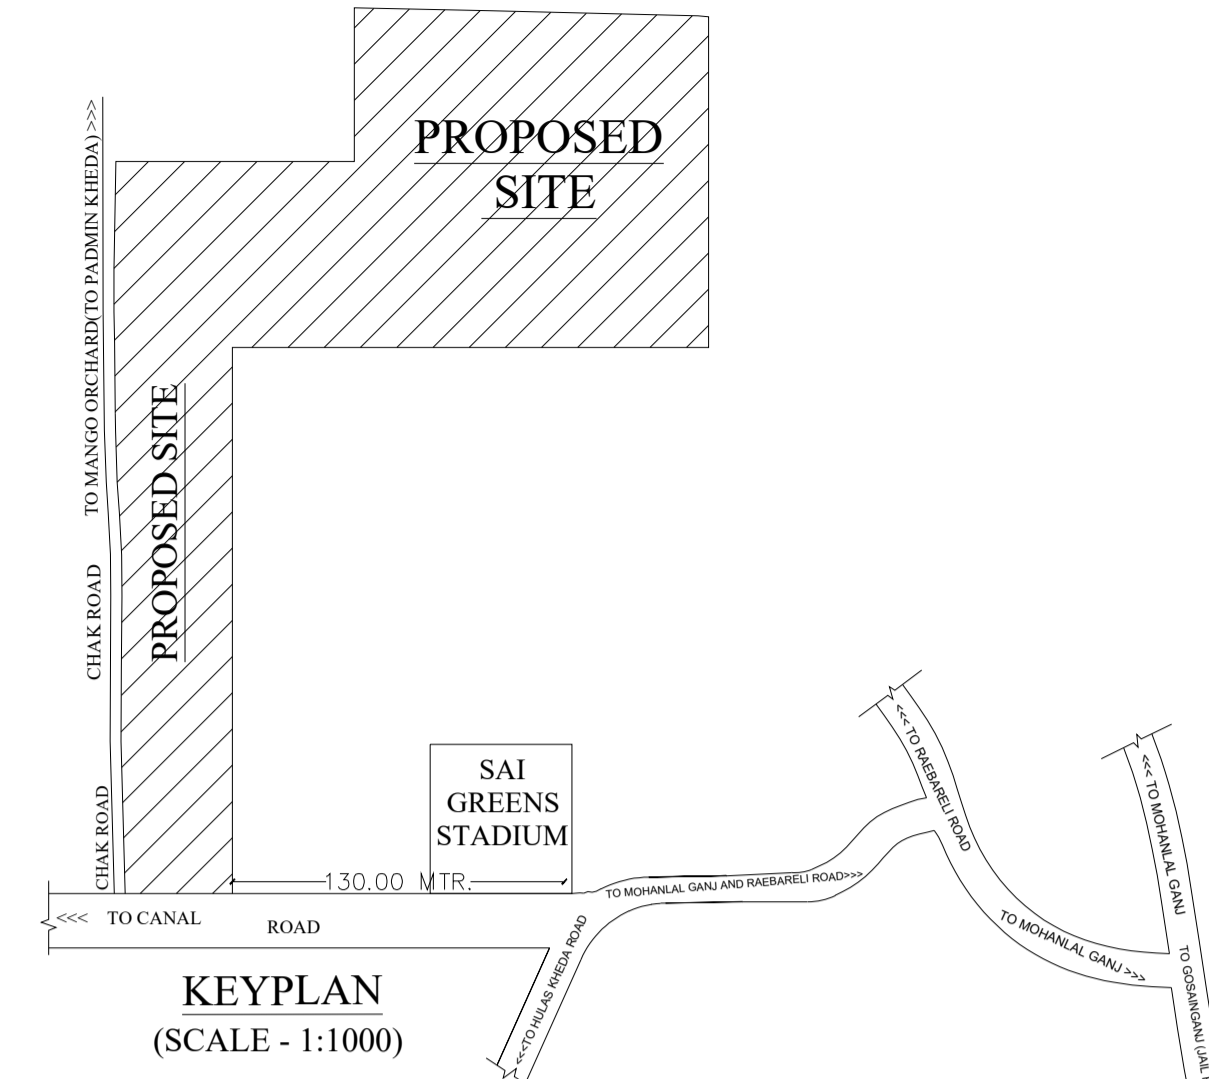 PROPOSED
SITE
TO MANGO ORCHARD(TO PADMIN KHEDA) >>>
PROPOSED SITE
CHAK ROAD
CHAK ROAD
SAI
GREENS
STADIUM
130.00 MTR.
<<< TO CANAL
ROAD
TO MOHANLAL GANJ AND RAEBARELI ROAD>>>
<<<TO HULAS KHEDA ROAD
<<< TO RAEBARELI ROAD
TO MOHANLAL GANJ >>>
<<< TO MOHANLAL GANJ
TO GOSAINGANJ (JAIL
KEYPLAN
(SCALE - 1:1000)